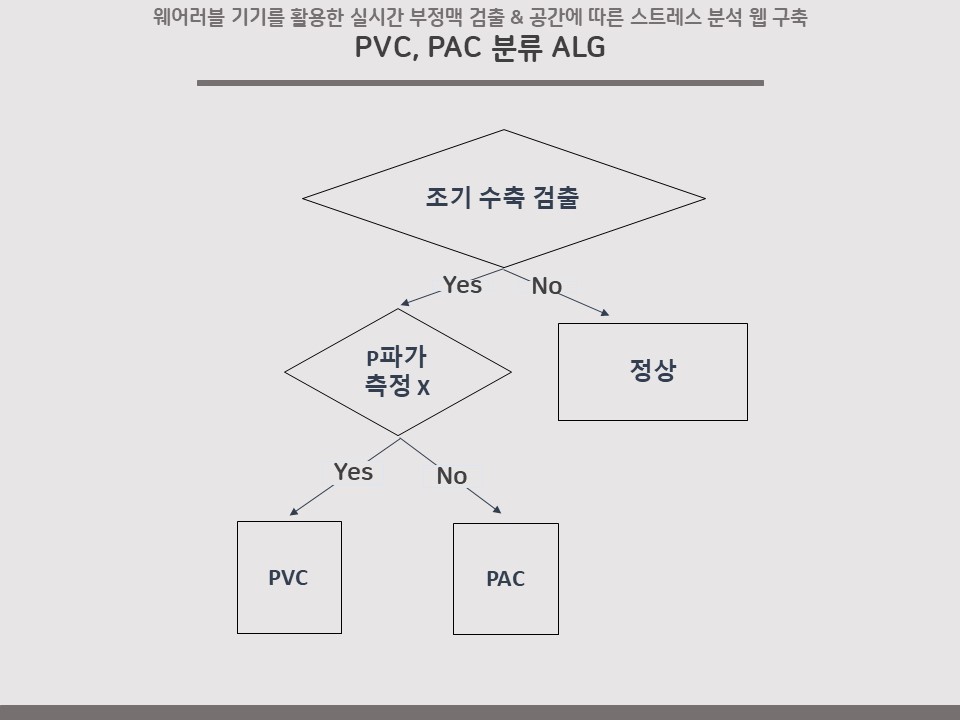 웨어러블 기기를 활용한 실시간 부정맥 검출 & 공간에 따른 스트레스 분석 웹 구축
PVC, PAC 분류 ALG
조기 수축 검출
Yes
No
P파가
측정 X
정상
Yes
No
PVC
PAC